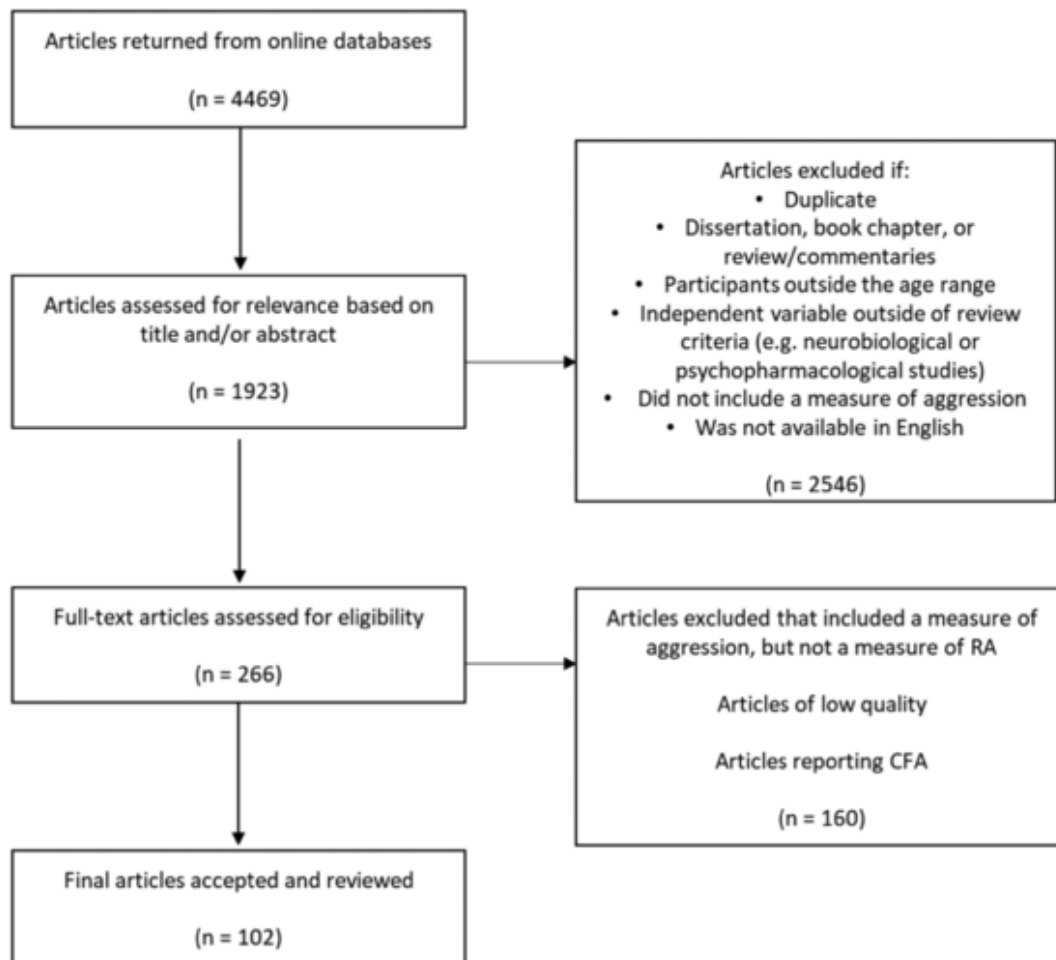 Articles returned from online databases
(n = 4469)
Articles excluded if:
• Duplicate
• Dissertation, book chapter, or
review/commentaries
• Participants outside the age range
• Independent variable outside of review
criteria (e.g. neurobiological or
psychopharmacological studies)
• Did not include a measure of aggression
• Was not available in English
(n = 2546)
Articles assessed for relevance based on
title and/or abstract
(n = 1923)
Full-text articles assessed for eligibility
(n = 266)
Articles excluded that included a measure of
aggression, but not a measure of RA
Articles of low quality
Articles reporting CFA
(n = 160)
Final articles accepted and reviewed
(n = 102)